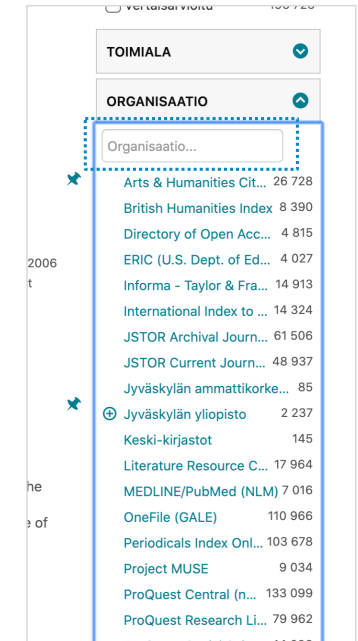 Vertaisarvioitu
TOIMIALA
ORGANISAATIO
Organisaatio...
Arts & Humanities Cit... 26 728
British Humanities Index 8 390
Directory of Open Acc... 4 815
2006
ERIC (U.S. Dept. of Ed... 4 027
t
Informa - Taylor & Fra... 14 913
International Index to ... 14 324
JSTOR Archival Journ... 61 506
JSTOR Current Journ... 48 937
Jyväskylän ammattikorke... 85
Jyväskylän yliopisto 2 237
Keski-kirjastot 145
Literature Resource C... 17 964
he
MEDLINE/PubMed (NLM) 7 016
OneFile (GALE) 110 966
e of
Periodicals Index Onl... 103 678
Project MUSE 9 034
ProQuest Central (n... 133 099
ProQuest Research Li... 79 962